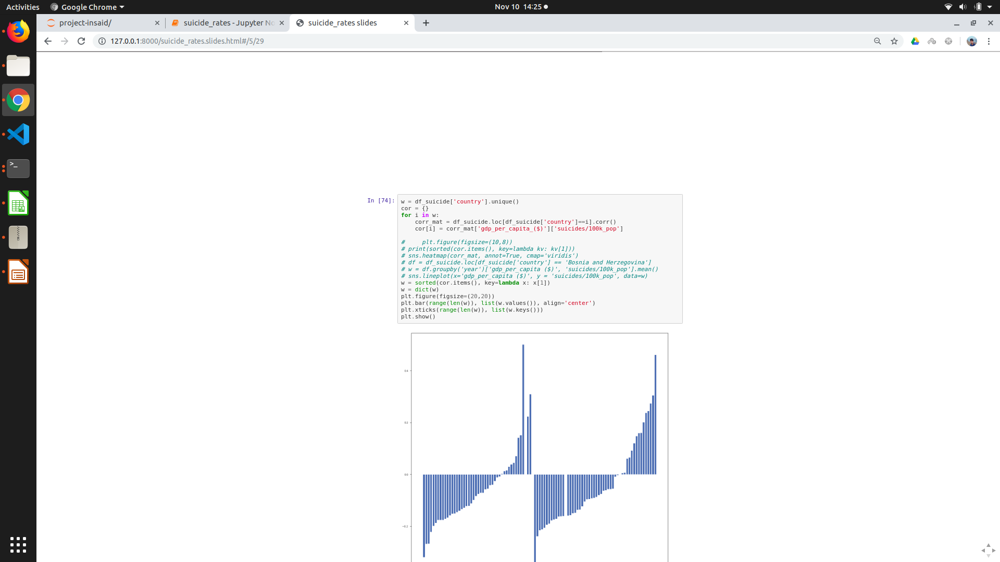 Activities
Google Chrome
Nov 10 14:25
project-insaid/
suicide_rates - Jupyter No
suicide_rates slides
127.0.0.1:8000/suicide_rates.slides.html#/5/29
In [74]:
w = df_suicide['country'].unique()
cor = {}
for i in w:
    corr_mat = df_suicide.loc[df_suicide['country']==i].corr()
    cor[i] = corr_mat['gdp_per_capita_($)']['suicides/100k_pop']
#     plt.figure(figsize=(10,8))
# print(sorted(cor.items(), key=lambda kv: kv[1]))
# sns.heatmap(corr_mat, annot=True, cmap='viridis')
# df = df_suicide.loc[df_suicide['country'] == 'Bosnia and Herzegovina']
# w = df.groupby('year')['gdp_per_capita ($)', 'suicides/100k_pop'].mean()
# sns.lineplot(x='gdp_per_capita ($)', y = 'suicides/100k_pop', data=w)
w = sorted(cor.items(), key=lambda x: x[1])
w = dict(w)
plt.figure(figsize=(20,20))
plt.bar(range(len(w)), list(w.values()), align='center')
plt.xticks(range(len(w)), list(w.keys()))
plt.show()
0.4
0.2
0.0
−0.2